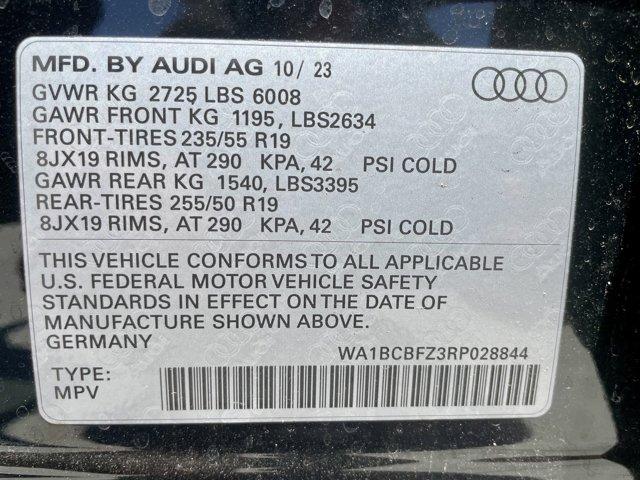 MFD. BY AUDI AG 10/ 23
GVWR KG 2725 LBS 6008
GAWR FRONT KG 1195, LBS2634
FRONT-TIRES 235/55 R19
8JX19 RIMS, AT 290 KPA, 42 PSI COLD
GAWR REAR KG 1540, LBS3395
REAR-TIRES 255/50 R19
8JX19 RIMS, AT 290 KPA, 42 PSI COLD
THIS VEHICLE CONFORMS TO ALL APPLICABLE
U.S. FEDERAL MOTOR VEHICLE SAFETY
STANDARDS IN EFFECT ON THE DATE OF
MANUFACTURE SHOWN ABOVE.
GERMANY
WA1BCBFZ3RP028844
TYPE:
MPV